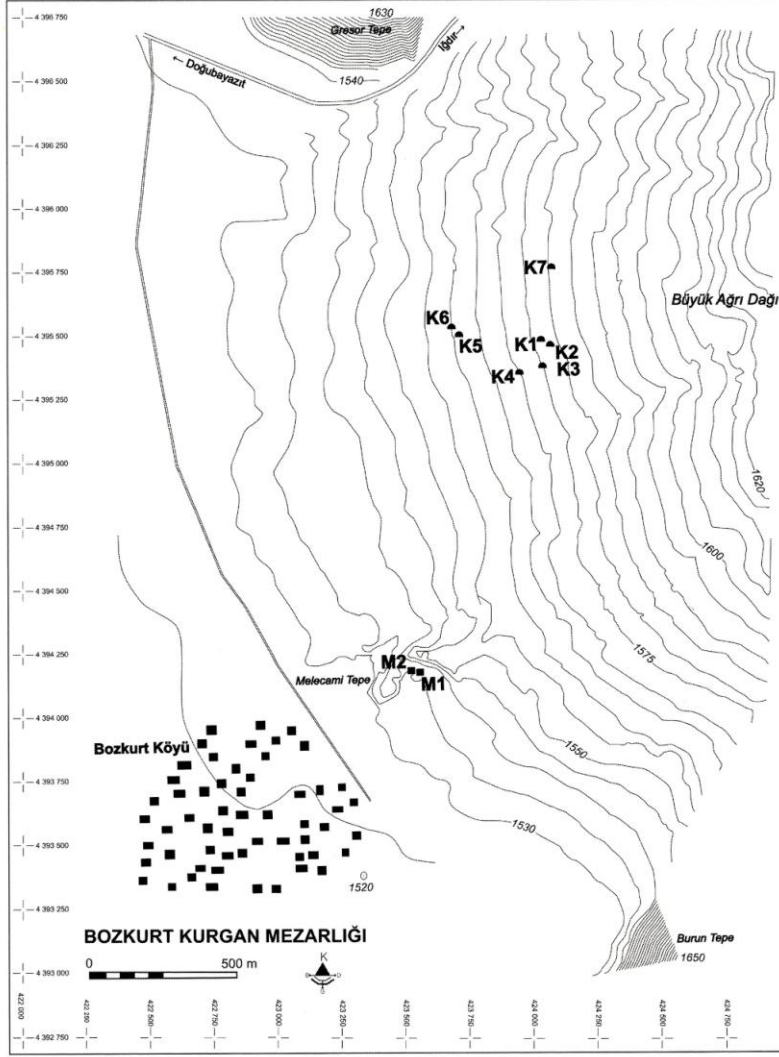 4 396 750
1630
Gresor Tepe
Iğdır→
← Doğubayazıt
1540
4 396 500
4 396 250
4 396 000
4 395 750
K7
Büyük Ağrı Dağı
K6
K5
4 395 500
K1
K2
K3
K4
4 395 250
4 395 000
1620
4 394 750
1600
4 394 500
1575
4 394 250
M2
M1
Melecami Tepe
4 394 000
1550
Bozkurt Köyü
4 393 750
1530
4 393 500
1520
4 393 250
BOZKURT KURGAN MEZARLIĞI
Burun Tepe
1650
0
500 m
K
4 393 000
4 392 750
422 000
422 250
422 500
422 750
423 000
423 250
423 500
423 750
424 000
424 250
424 500
424 750